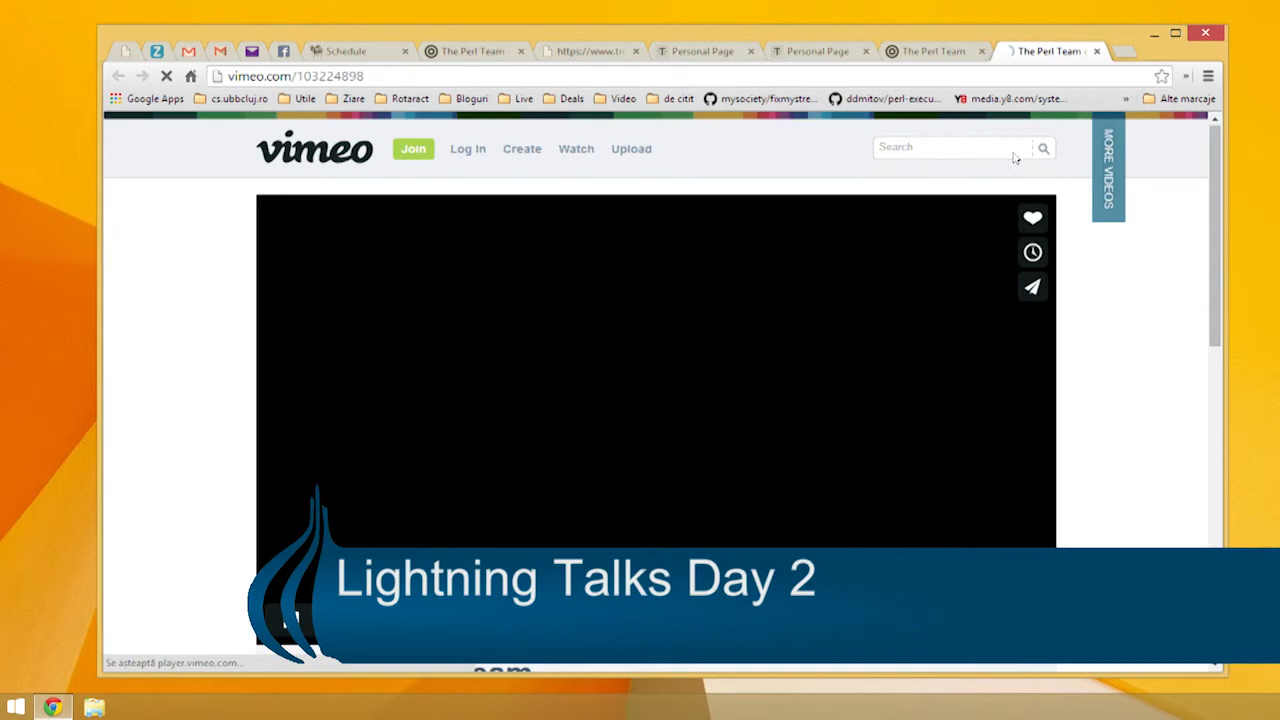 Schedule
The Perl Team
https://www.tr
Personal Page
Personal Page
The Perl Team
The Perl Team
vimeo.com/103224898
Google Apps
cs.ubbcluj.ro
Utile
Ziare
Rotaract
Bloguri
Live
Deals
Video
de citit
mysociety/fixmystre...
ddmitov/perl-execu...
Y8 media.y8.com/syste...
»
Alte marcaje
vimeo
Join
Log In
Create
Watch
Upload
Search
MORE VIDEOS
Lightning Talks Day 2
Se așteaptă player.vimeo.com...